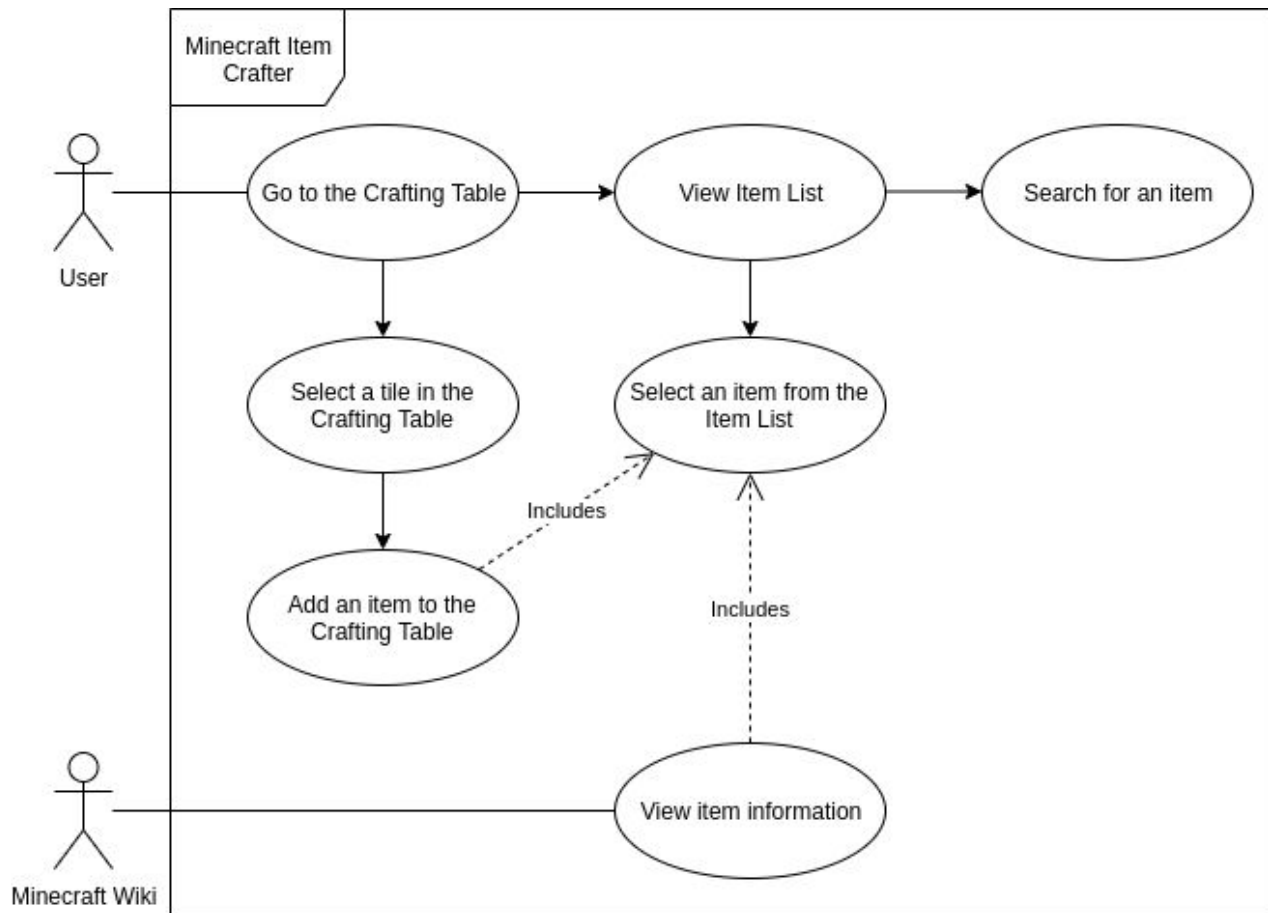 Minecraft Item
Crafter
Go to the Crafting Table
View Item List
Search for an item
User
Select a tile in the
Crafting Table
Select an item from the
Item List
Includes
Add an item to the
Crafting Table
Includes
View item information
Minecraft Wiki